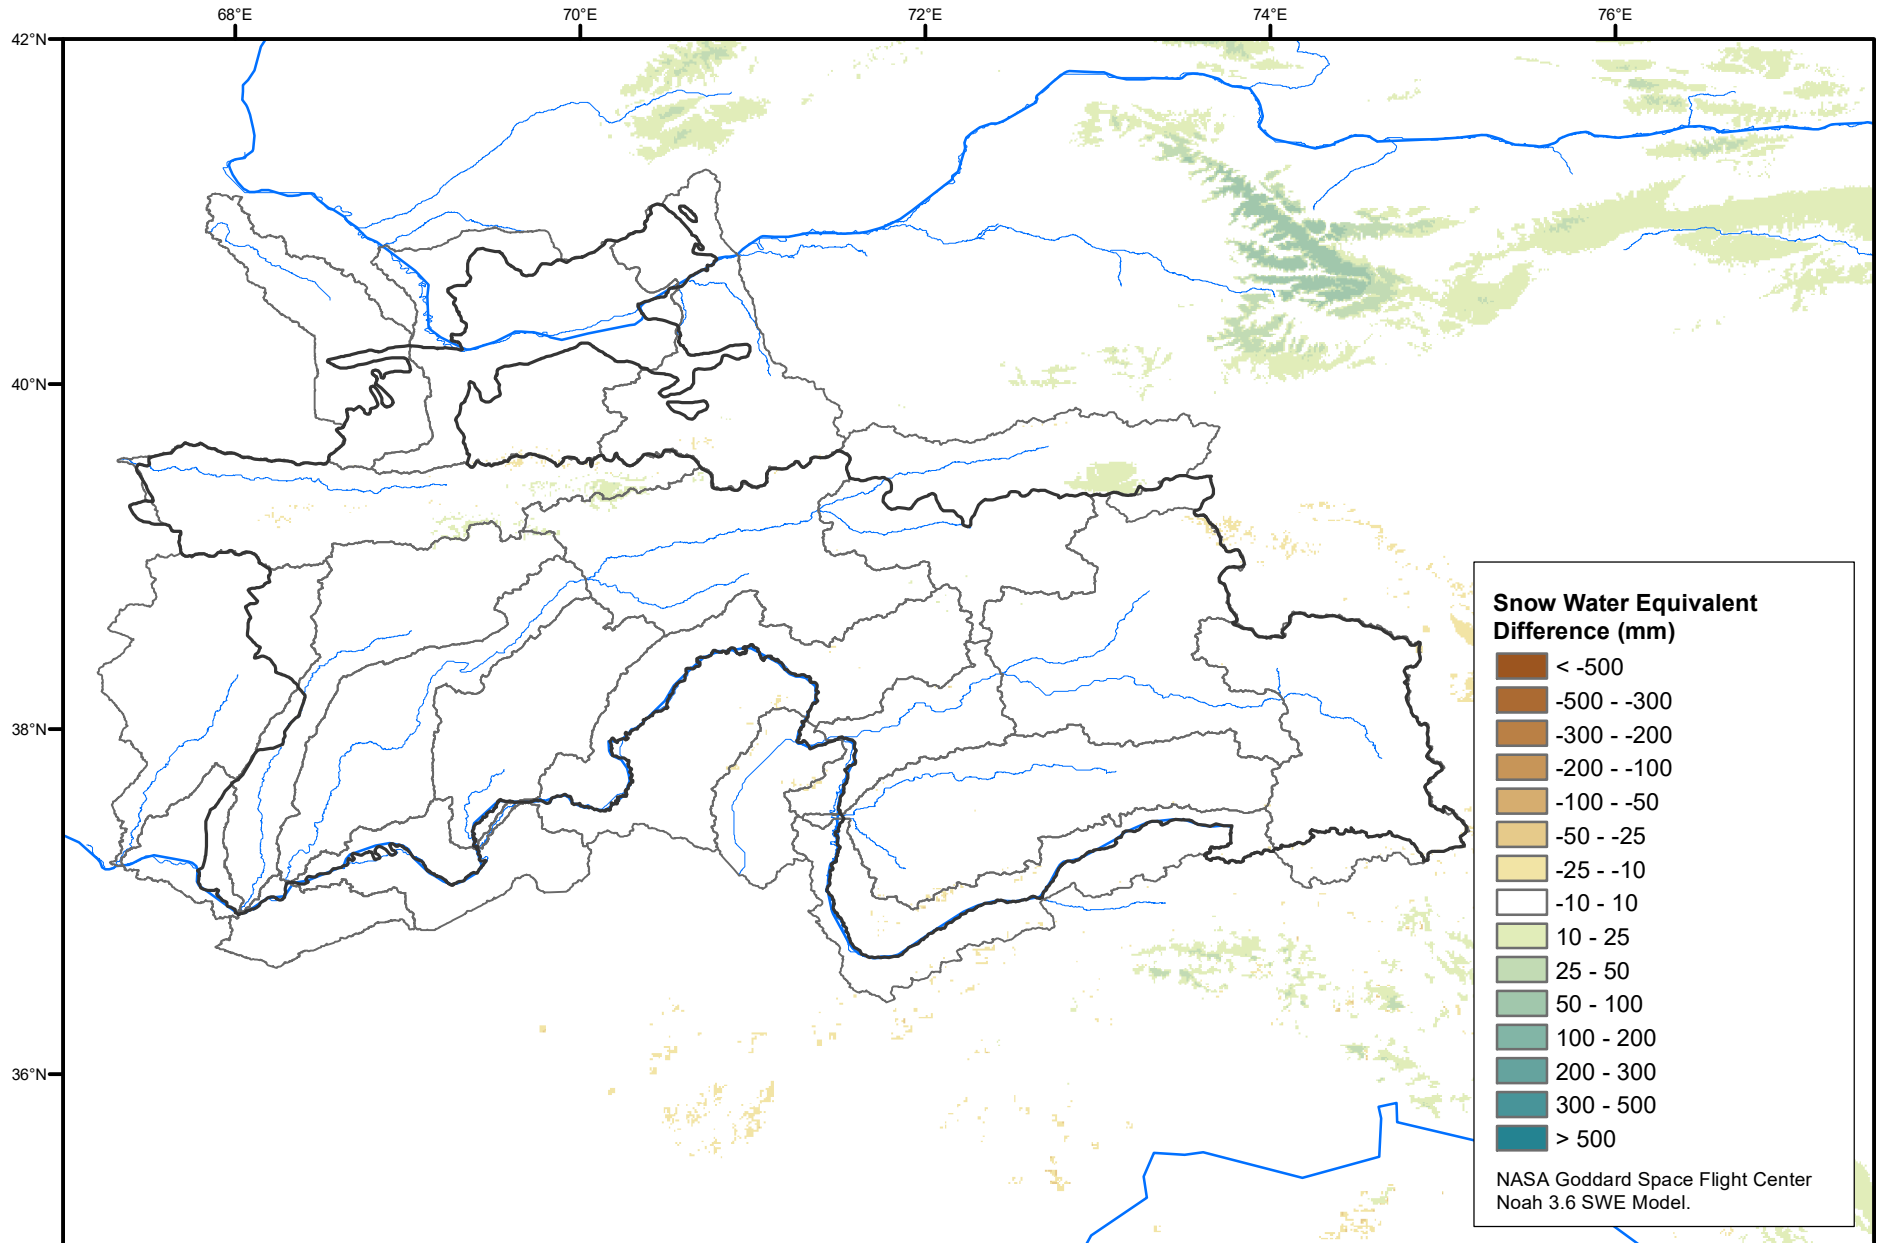 68°E
70°E
72°E
74°E
76°E
42°N
40°N
38°N
36°N
Snow Water Equivalent
Difference (mm)
< -500
-500 - -300
-300 - -200
-200 - -100
-100 - -50
-50 - -25
-25 - -10
-10 - 10
10 - 25
25 - 50
50 - 100
100 - 200
200 - 300
300 - 500
> 500
NASA Goddard Space Flight Center
Noah 3.6 SWE Model.